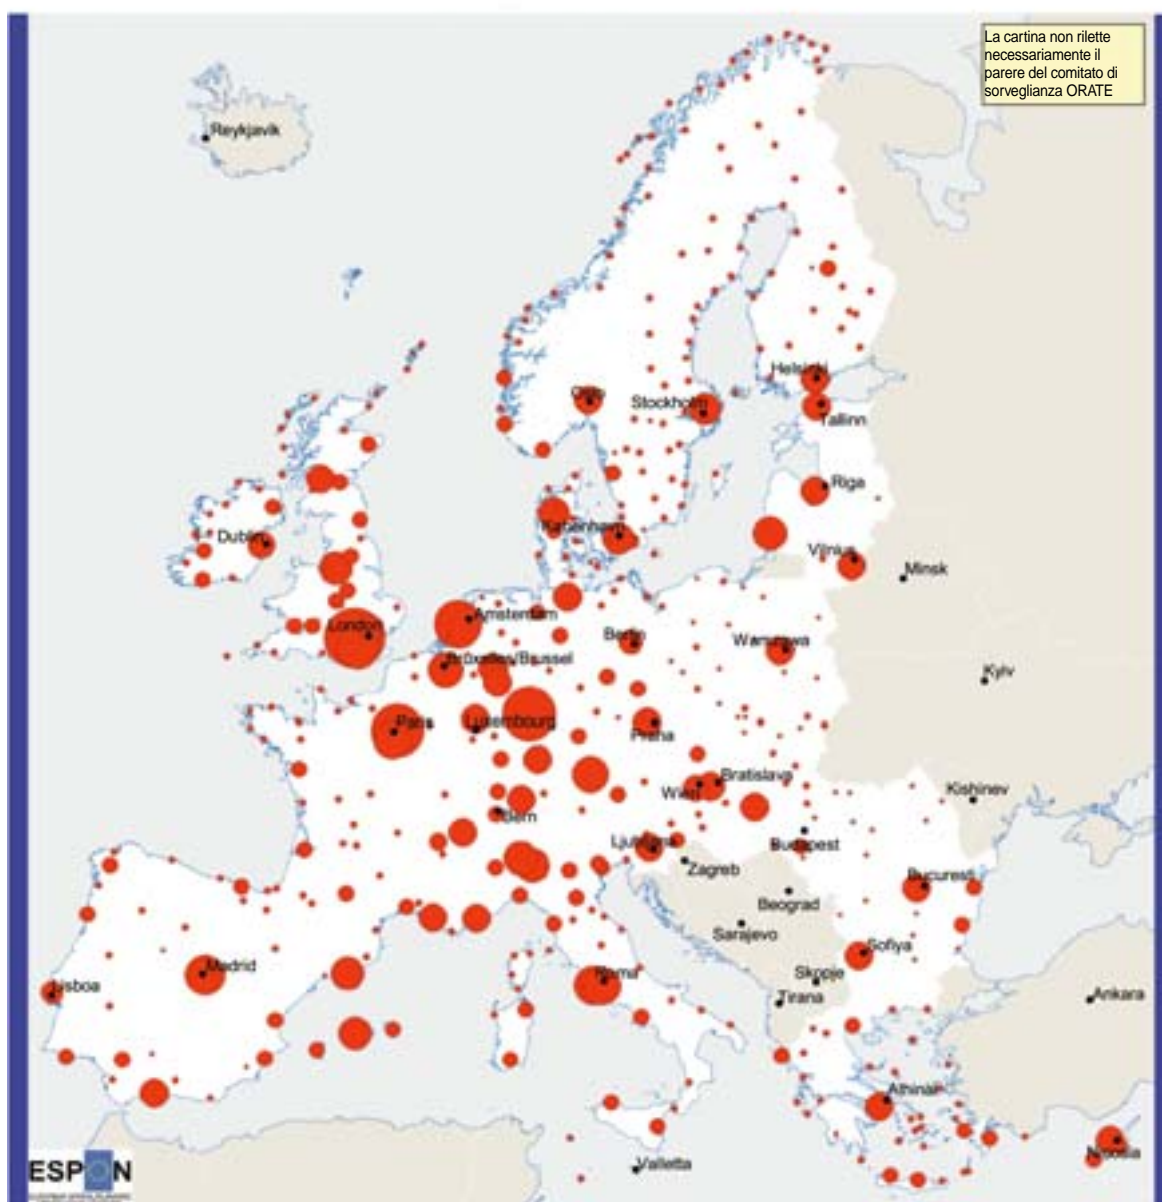 La cartina non rilette
necessariamente il
parere del comitato di
sorveglianza ORATE
Reykjavik
Helsinki
Oslo
Stockholm
Tallinn
Riga
København
Dublin
Vilnius
Minsk
Amsterdam
London
Berlin
Warszawa
Bruxelles/Brussel
Kyiv
Paris
Luxembourg
Praha
Bratislava
Wien
Kishinev
Bern
Ljubljana
Budapest
Zagreb
Bucuresti
Beograd
Sarajevo
Sofiya
Madrid
Roma
Skopje
Lisboa
Tirana
Ankara
Athinai
Nicosia
Valletta
ESPON